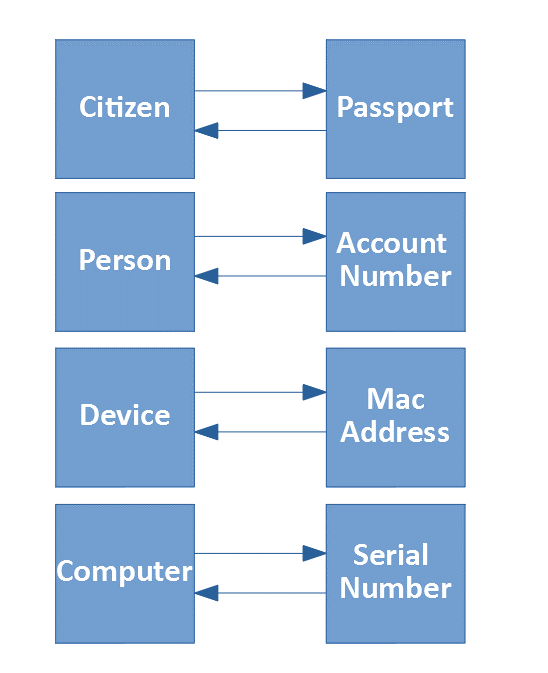 Citizen
Passport
Person
Account
Number
Device
Mac
Address
Computer
Serial
Number